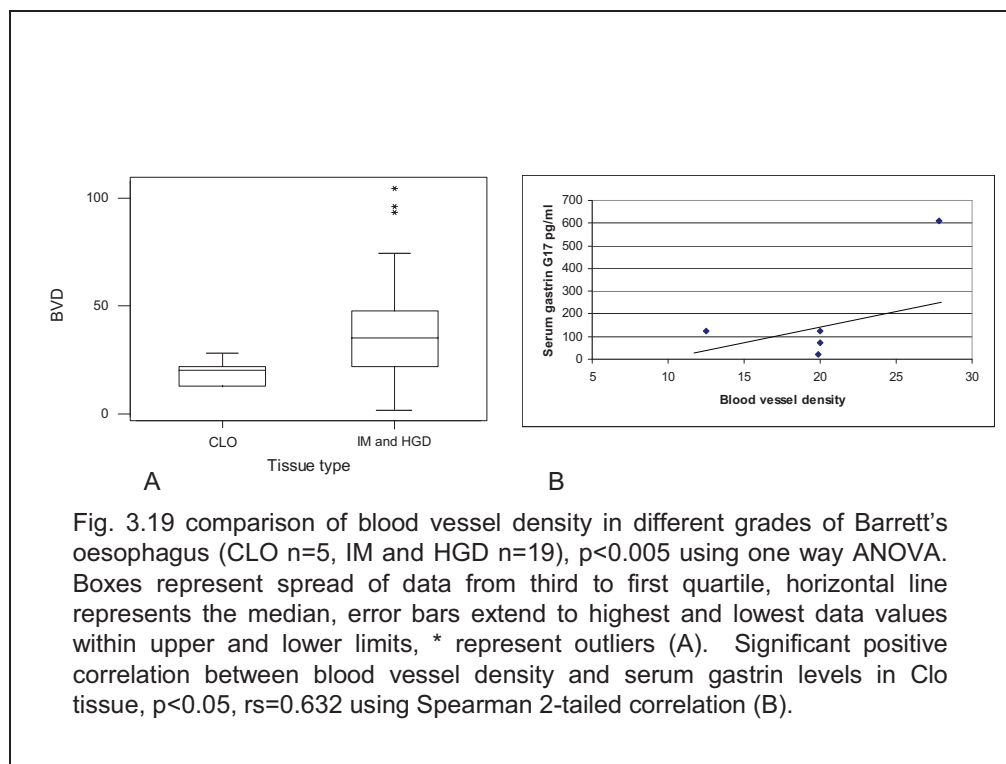 100
50
0
BVD
CLO
IM and HGD
Tissue type
A
700
600
500
400
300
200
100
0
Serum gastrin G17 pg/ml
5
10
15
20
25
30
Blood vessel density
B
Fig. 3.19 comparison of blood vessel density in different grades of Barrett's
oesophagus (CLO n=5, IM and HGD n=19), p<0.005 using one way ANOVA.
Boxes represent spread of data from third to first quartile, horizontal line
represents the median, error bars extend to highest and lowest data values
within upper and lower limits, * represent outliers (A). Significant positive
correlation between blood vessel density and serum gastrin levels in Clo
tissue, p<0.05, rs=0.632 using Spearman 2-tailed correlation (B).